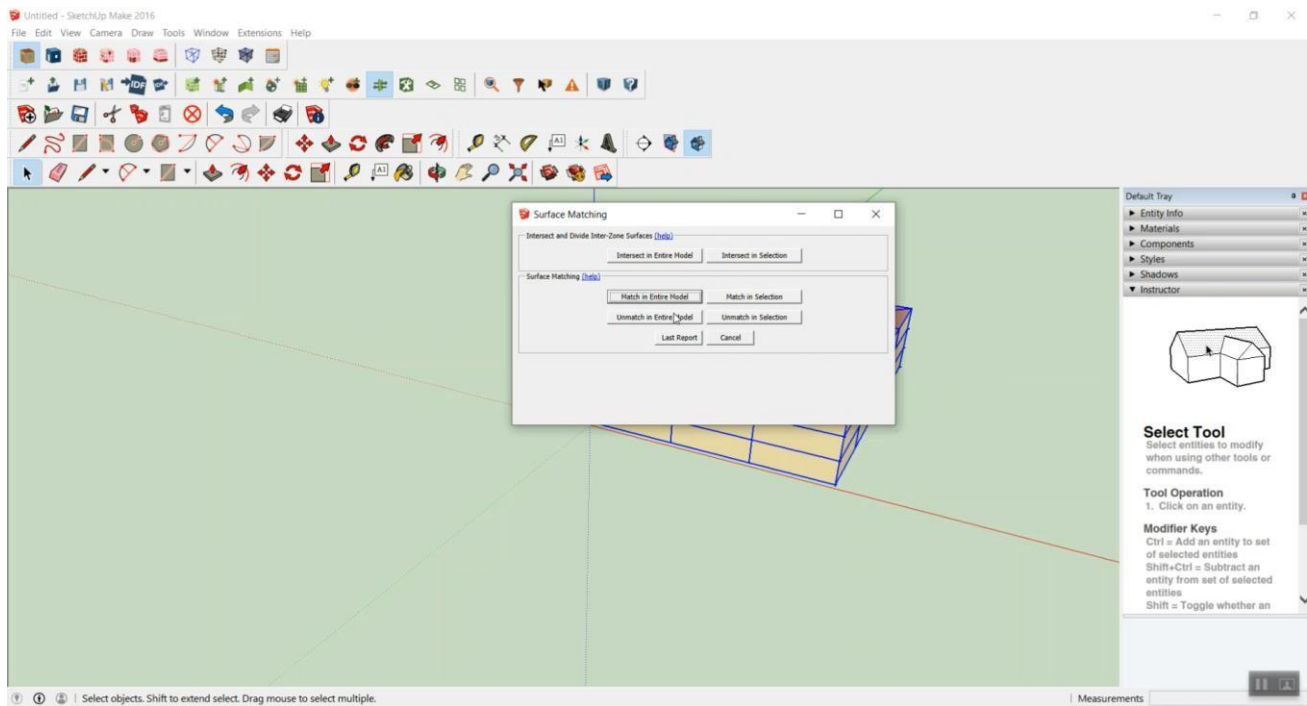 Untitled - SketchUp Make 2016
File Edit View Camera Draw Tools Window Extensions Help
IDF
A1
A1
Surface Matching
Intersect and Divide Inter-Zone Surfaces (help)
Intersect in Entire Model Intersect in Selection
Surface Matching (help)
Match in Entire Model Match in Selection
Unmatch in Entire Model Unmatch in Selection
Last Report Cancel
Default Tray
Entity Info
Materials
Components
Styles
Shadows
Instructor
Select Tool
Select entities to modify
when using other tools or
commands.
Tool Operation
1. Click on an entity.
Modifier Keys
Ctrl = Add an entity to set
of selected entities
Shift+Ctrl = Subtract an
entity from set of selected
entities
Shift = Toggle whether an
Select objects. Shift to extend select. Drag mouse to select multiple.
Measurements